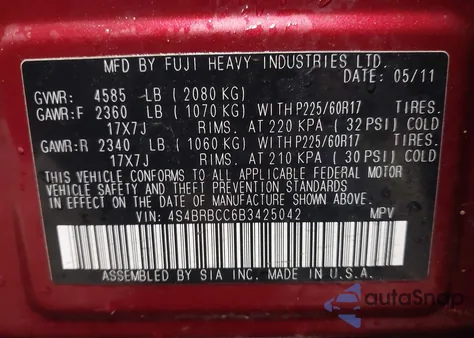 MFD BY FUJI HEAVY-INDUSTRIES LTD.
DATE: 05/11
GVWR: 4585 LB (2080 KG)
GAWR:F 2360 LB (1070 KG) WITH P225/60R17 TIRES.
17X7J RIMS. AT 220 KPA (32 PSI) COLD
GAWR:R 2340 LB (1060 KG) WITH P225/60R17 TIRES.
17X7J RIMS. AT 210 KPA (30 PSI) COLD
THIS VEHICLE CONFORMS TO ALL APPLICABLE FEDERAL MOTOR
VEHICLE SAFETY AND THEFT PREVENTION STANDARDS
IN EFFECT ON THE DATE OF MANUFACTURE SHOWN ABOVE.
VIN: 4S4BRBCC6B3425042 MPV
ASSEMBLED BY SIA INC. MADE IN U.S.A.
autoSnap